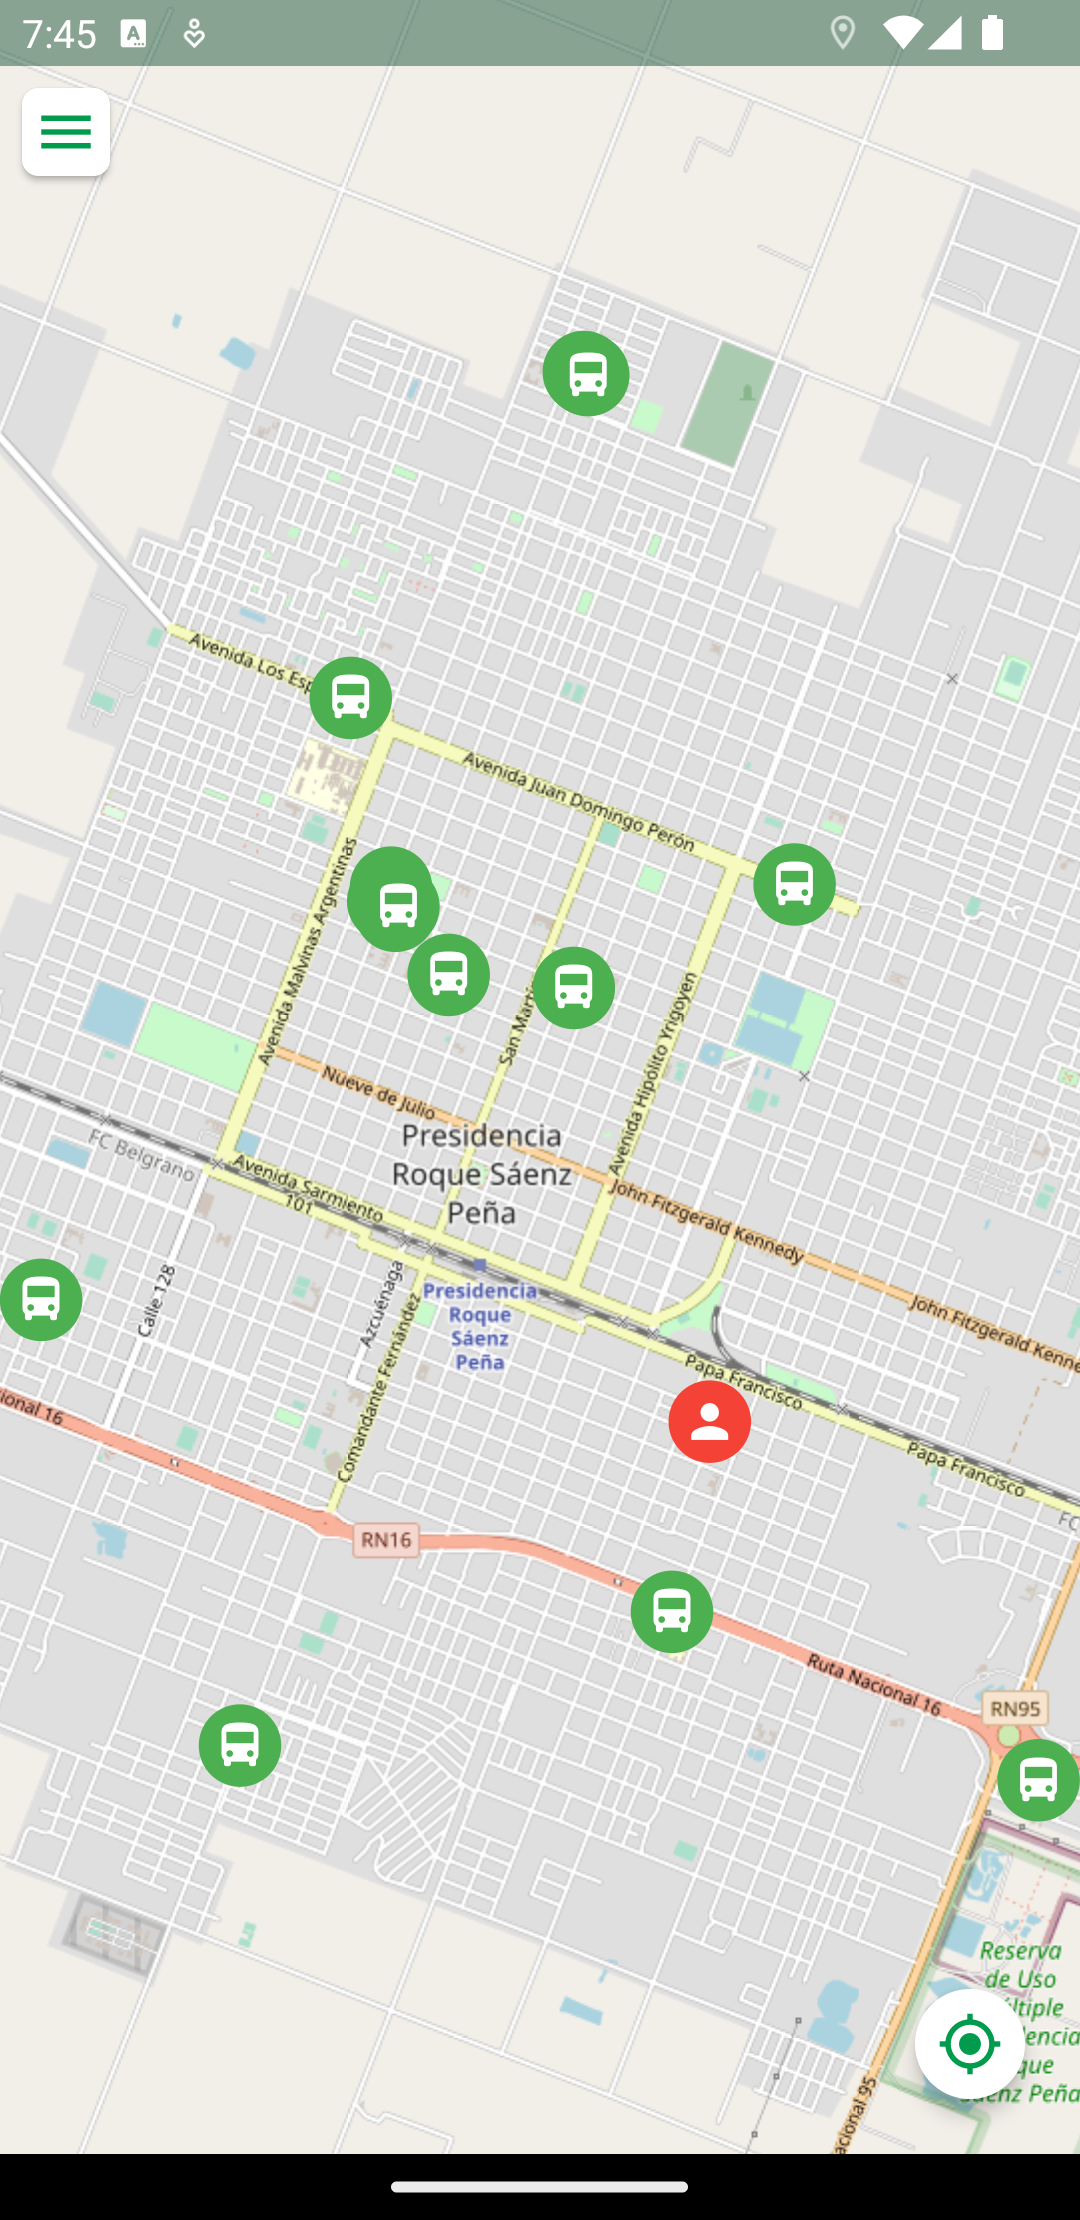 7:45
Avenida Los Esp
Avenida Juan Domingo Perón
Avenida Malvinas Argentinas
San Martí
Avenida Hipólito Yrigoyen
Nueve de Julio
FC Belgrano
Presidencia
Roque Sáenz
Peña
Avenida Sarmiento
101
John Fitzgerald Kennedy
John Fitzgerald Kenne
Calle 128
Azcuénaga
Comandante Fernández
Presidencia
Roque
Sáenz
Peña
Papa Francisco
Papa Francisco
FC
ional 16
RN16
Ruta Nacional 16
RN95
Reserva
de Uso
ltiple
encia
que
Sáenz Peña
acional 95